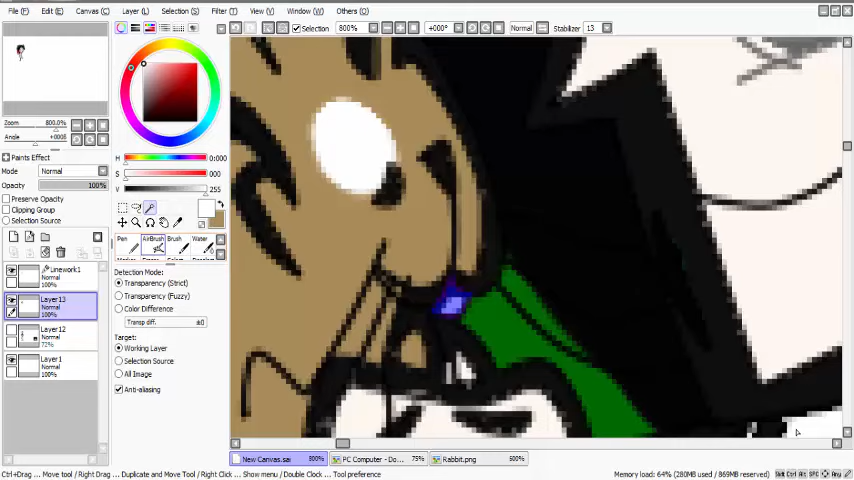 File (F) Edit (E) Canvas (C) Layer (L) Selection (S) Filter (T) View (V) Window (W) Others (O)
Selection 800% +000° Normal Stabilizer 13
Zoom 800.0%
Angle +000§
Paints Effect
Mode Normal
Opacity 100%
Preserve Opacity
Clipping Group
Selection Source
Linework1
Normal
100%
Layer13
Normal
100%
Layer12
Normal
72%
Layer1
Normal
100%
H 0:000
S 000
V 255
Pen AirBrush Brush Water
Detection Mode:
Transparency (Strict)
Transparency (Fuzzy)
Color Difference
Transp diff. ±0
Target:
Working Layer
Selection Source
All Image
Anti-aliasing
New Canvas.sai 800% PC Computer - Do... 75% Rabbit.png 500%
Ctrl+Drag ... Move tool / Right Drag ... Duplicate and Move Tool / Right Click ... Show menu / Double Clock ... Tool preference Memory load: 64% (280MB used / 869MB reserved) Shift Ctrl Alt SPC Any